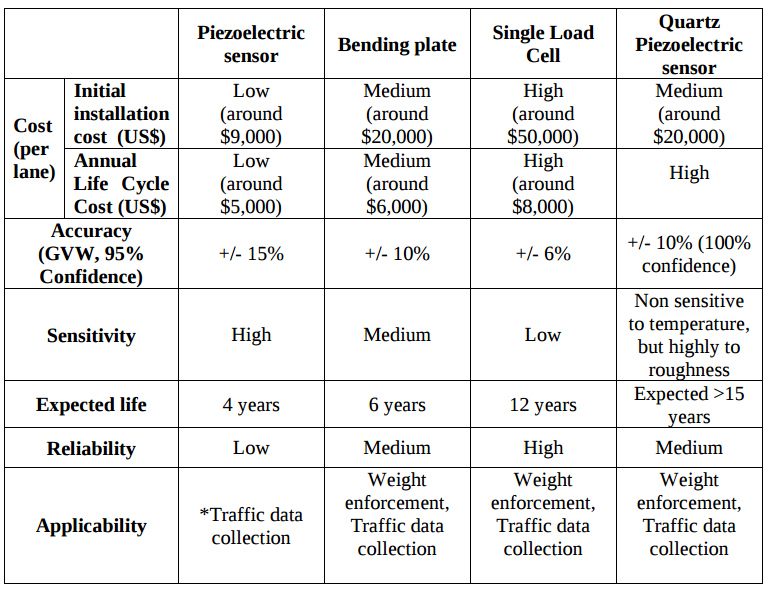 Piezoelectric
sensor
Bending plate
Single Load
Cell
Quartz
Piezoelectric
sensor
Cost
(per
lane)
Initial
installation
cost (US$)
Low
(around
$9,000)
Medium
(around
$20,000)
High
(around
$50,000)
Medium
(around
$20,000)
Annual
Life Cycle
Cost (US$)
Low
(around
$5,000)
Medium
(around
$6,000)
High
(around
$8,000)
High
Accuracy
(GVW, 95%
Confidence)
+/- 15%
+/- 10%
+/- 6%
+/- 10% (100%
confidence)
Sensitivity
High
Medium
Low
Non sensitive
to temperature,
but highly to
roughness
Expected life
4 years
6 years
12 years
Expected >15
years
Reliability
Low
Medium
High
Medium
Applicability
*Traffic data
collection
Weight
enforcement,
Traffic data
collection
Weight
enforcement,
Traffic data
collection
Weight
enforcement,
Traffic data
collection